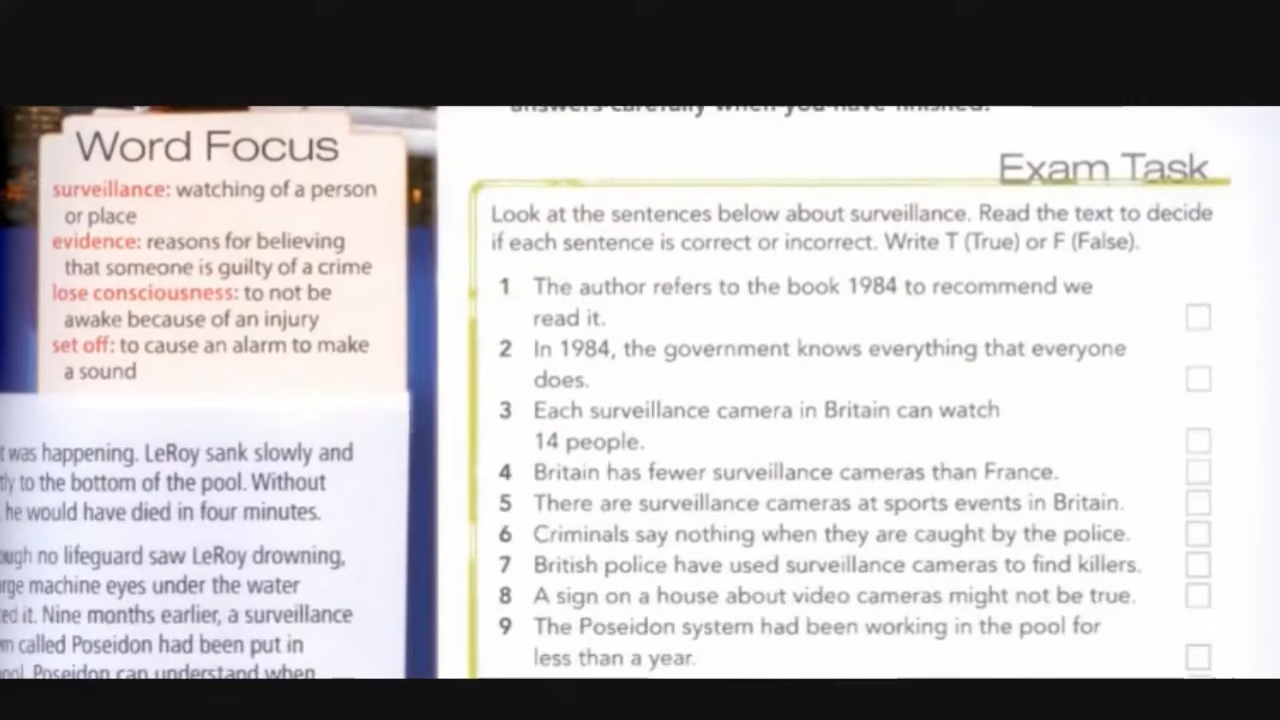 answers carefully when you have finished.
Word Focus
surveillance: watching of a person
or place
evidence: reasons for believing
that someone is guilty of a crime
lose consciousness: to not be
awake because of an injury
set off: to cause an alarm to make
a sound
was happening. LeRoy sank slowly and
to the bottom of the pool. Without
he would have died in four minutes.
no lifeguard saw LeRoy drowning,
machine eyes under the water
it. Nine months earlier, a surveillance
called Poseidon had been put in
Poseidon can understand when
Exam Task
Look at the sentences below about surveillance. Read the text to decide
if each sentence is correct or incorrect. Write T (True) or F (False).
1 The author refers to the book 1984 to recommend we
read it.
2 In 1984, the government knows everything that everyone
does.
3 Each surveillance camera in Britain can watch
14 people.
4 Britain has fewer surveillance cameras than France.
5 There are surveillance cameras at sports events in Britain.
6 Criminals say nothing when they are caught by the police.
7 British police have used surveillance cameras to find killers.
8 A sign on a house about video cameras might not be true.
9 The Poseidon system had been working in the pool for
less than a year.